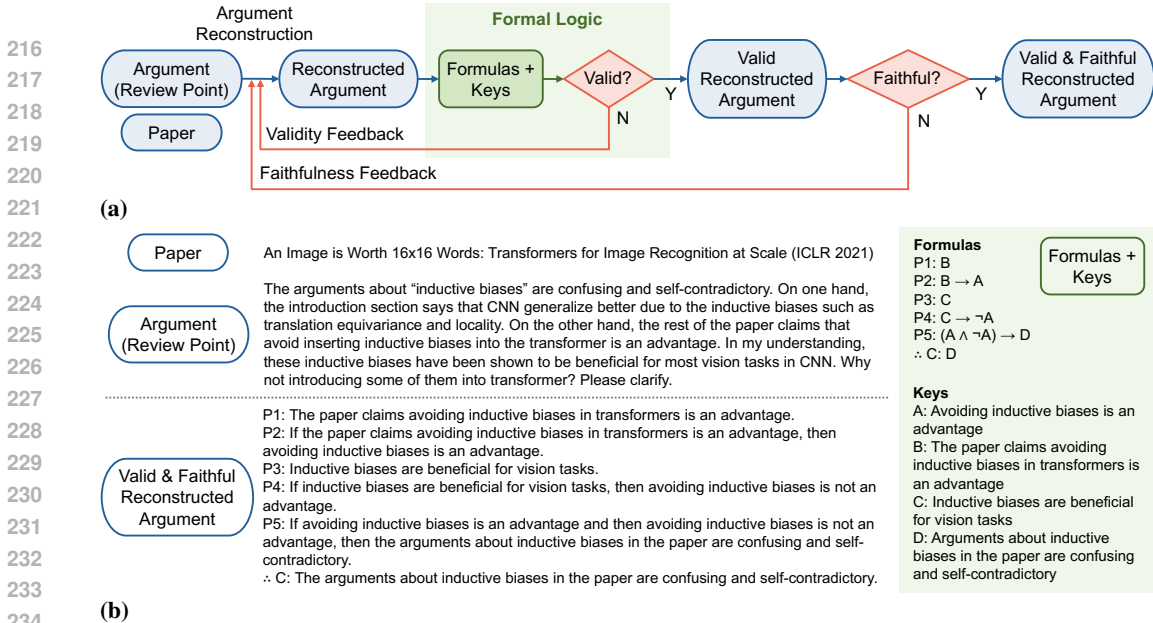 216
217
218
219
220
221
222
223
224
225
226
227
228
229
230
231
232
233
234
Argument
Reconstruction
Formal Logic
Argument
(Review Point)
Paper
Reconstructed
Argument
Formulas +
Keys
Valid?
Y
N
Valid
Reconstructed
Argument
Faithful?
Y
N
Valid & Faithful
Reconstructed
Argument
Validity Feedback
Faithfulness Feedback
(a)
Paper
An Image is Worth 16x16 Words: Transformers for Image Recognition at Scale (ICLR 2021)
Argument
(Review Point)
The arguments about “inductive biases” are confusing and self-contradictory. On one hand,
the introduction section says that CNN generalize better due to the inductive biases such as
translation equivariance and locality. On the other hand, the rest of the paper claims that
avoid inserting inductive biases into the transformer is an advantage. In my understanding,
these inductive biases have been shown to be beneficial for most vision tasks in CNN. Why
not introducing some of them into transformer? Please clarify.
Valid & Faithful
Reconstructed
Argument
P1: The paper claims avoiding inductive biases in transformers is an advantage.
P2: If the paper claims avoiding inductive biases in transformers is an advantage, then
avoiding inductive biases is an advantage.
P3: Inductive biases are beneficial for vision tasks.
P4: If inductive biases are beneficial for vision tasks, then avoiding inductive biases is not an
advantage.
P5: If avoiding inductive biases is an advantage and then avoiding inductive biases is not an
advantage, then the arguments about inductive biases in the paper are confusing and self-
contradictory.
∴ C: The arguments about inductive biases in the paper are confusing and self-contradictory.
Formulas
P1: B
P2: B → A
P3: C
P4: C → ¬A
P5: (A ∧ ¬A) → D
∴ C: D
Formulas +
Keys
Keys
A: Avoiding inductive biases is an
advantage
B: The paper claims avoiding
inductive biases in transformers is
an advantage
C: Inductive biases are beneficial
for vision tasks
D: Arguments about inductive
biases in the paper are confusing
and self-contradictory
(b)